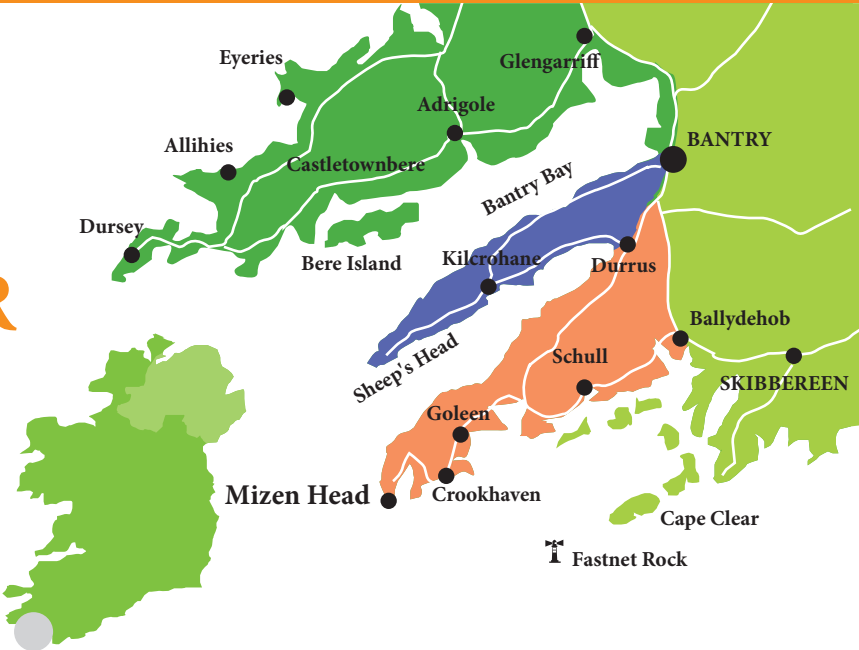 Eyeries
Glengarriff
Adrigole
BANTRY
Allihies
Castletownbere
Bantry Bay
Dursey
Bere Island
Kilcrohane
Durrus
Ballydehob
Sheep's Head
Schull
SKIBBEREEN
Goleen
Mizen Head
Crookhaven
Cape Clear
Fastnet Rock